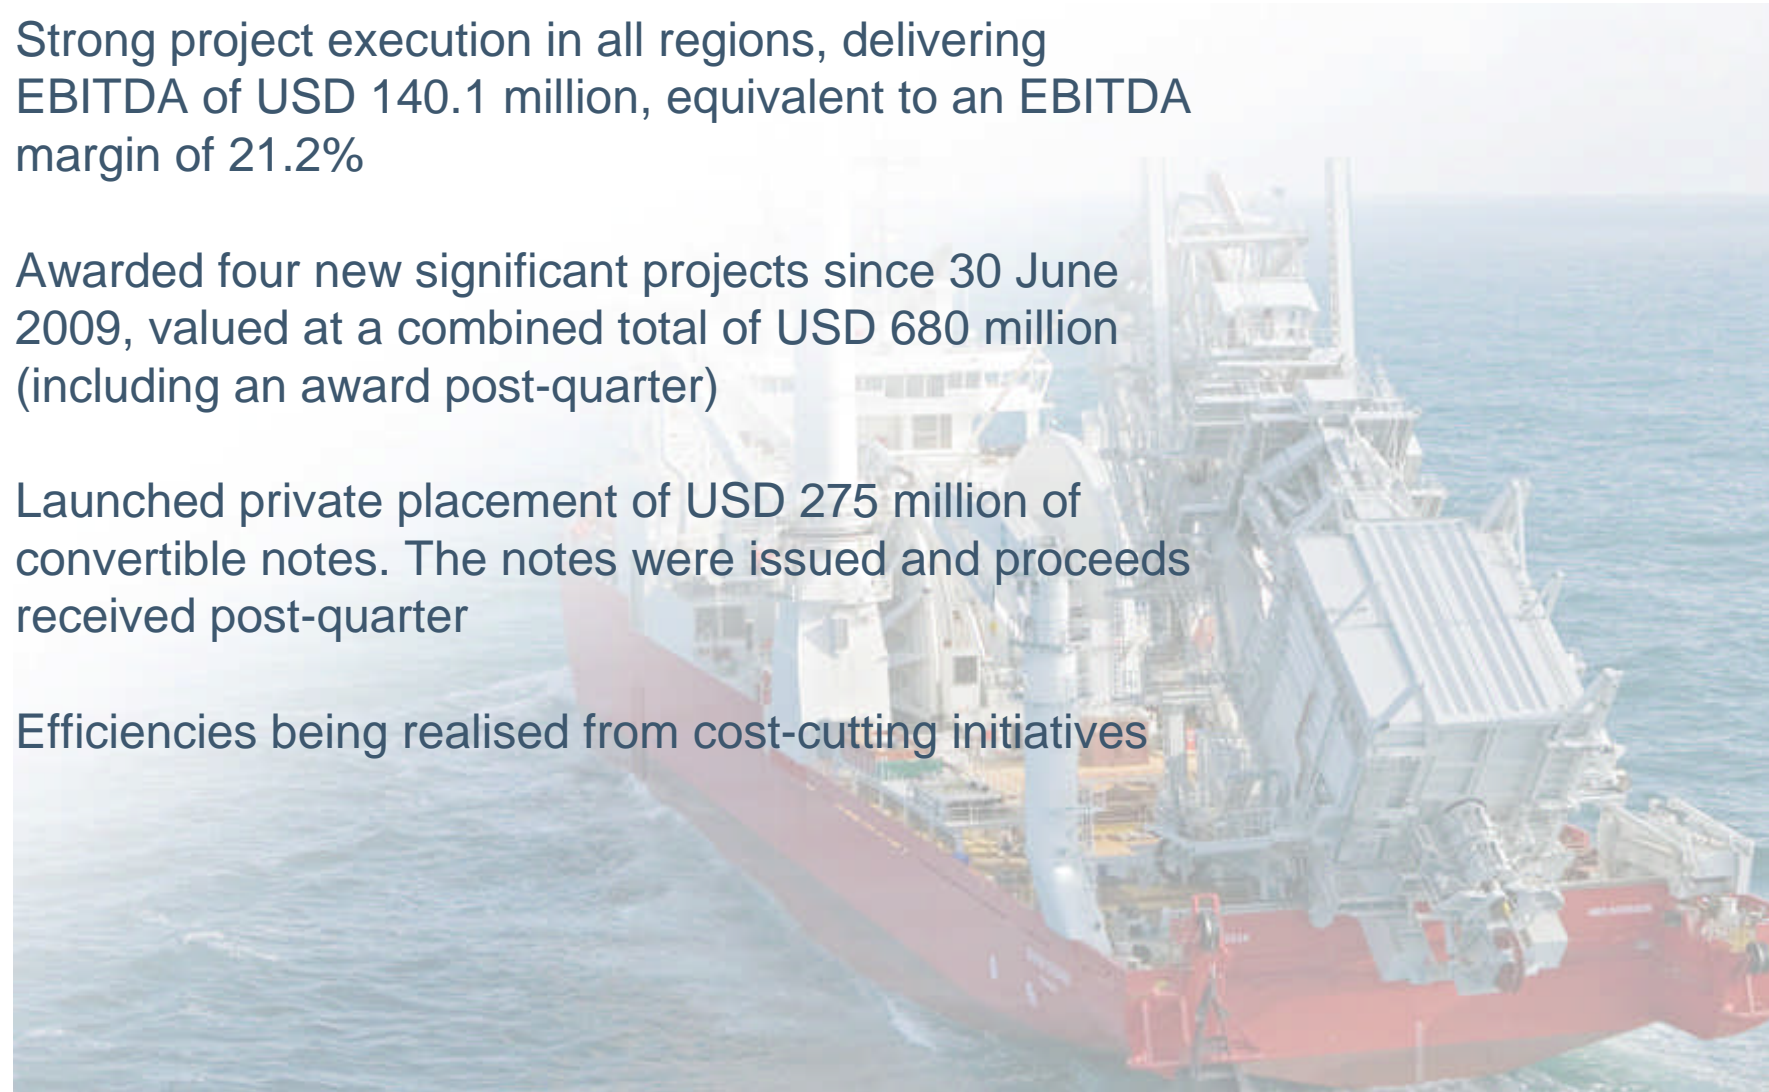 Strong project execution in all regions, delivering
EBITDA of USD 140.1 million, equivalent to an EBITDA
margin of 21.2%
Awarded four new significant projects since 30 June
2009, valued at a combined total of USD 680 million
(including an award post-quarter)
Launched private placement of USD 275 million of
convertible notes. The notes were issued and proceeds
received post-quarter
Efficiencies being realised from cost-cutting initiatives